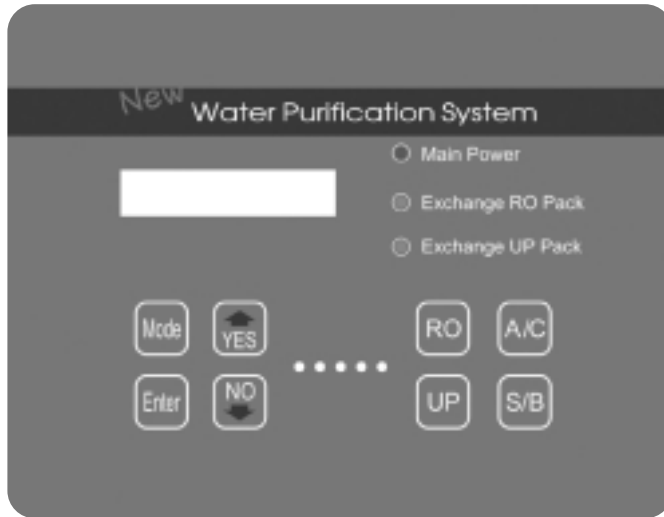 New
Water Purification System
Main Power
Exchange RO Pack
Exchange UP Pack
Mode
YES
RO
A/C
Enter
NO
UP
S/B